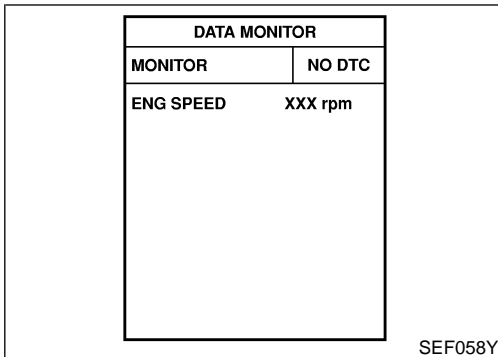 DATA MONITOR
MONITOR NO DTC
ENG SPEED XXX rpm
SEF058Y